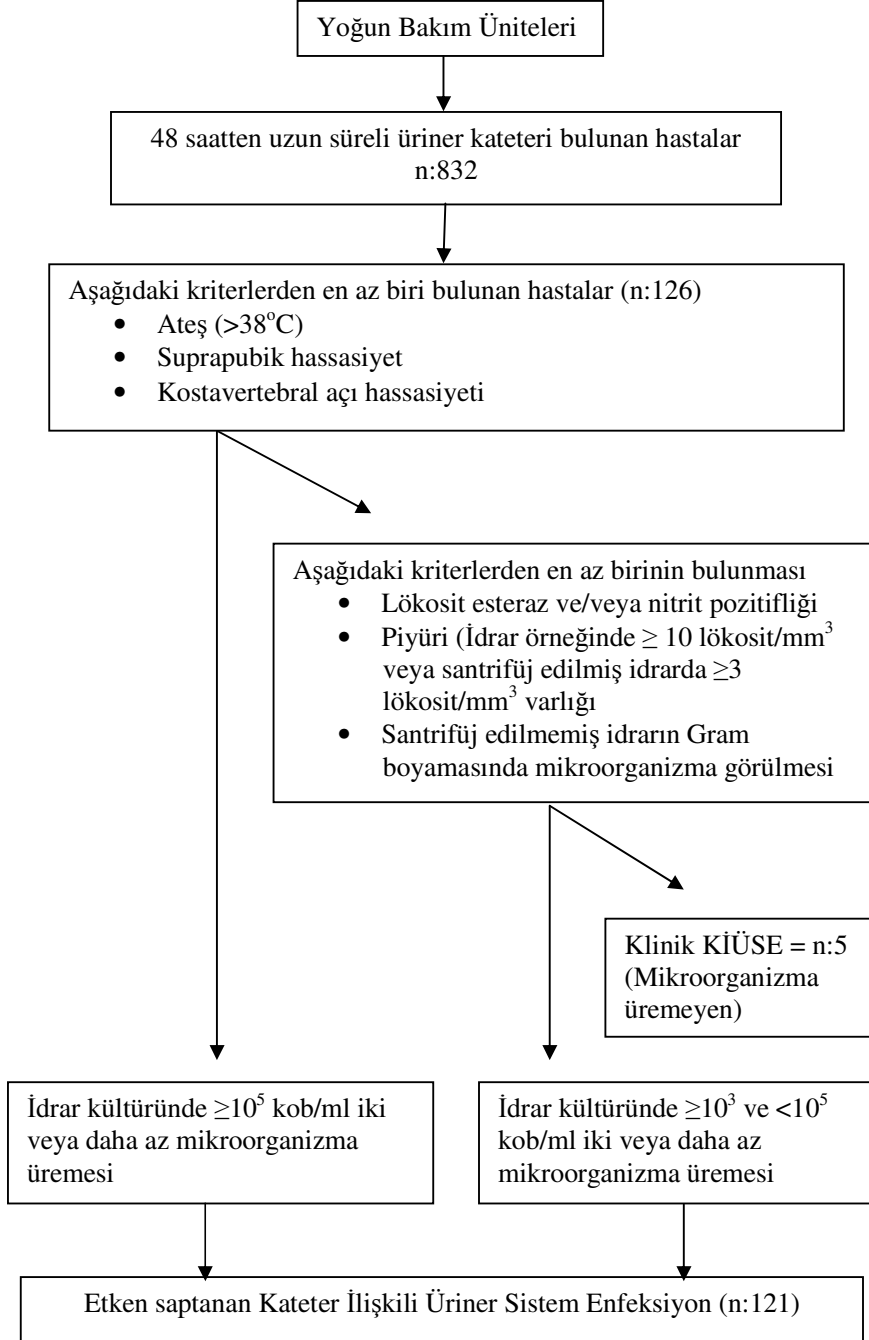 Yoğun Bakım Üniteleri
48 saatten uzun süreli üriner kateteri bulunan hastalar
n:832
Aşağıdaki kriterlerden en az biri bulunan hastalar (n:126)
• Ateş (>38°C)
• Suprapubik hassasiyet
• Kostavertebral açı hassasiyeti
Aşağıdaki kriterlerden en az birinin bulunması
• Lökosit esteraz ve/veya nitrit pozitifliği
• Piyüri (İdrar örneğinde ≥ 10 lökosit/mm³
veya santrifüj edilmiş idrarda ≥3
lökosit/mm³ varlığı
• Santrifüj edilmemiş idrarın Gram
boyamasında mikroorganizma görülmesi
Klinik KİÜSE = n:5
(Mikroorganizma
üremeyen)
İdrar kültüründe ≥10⁵ kob/ml iki
veya daha az mikroorganizma
üremesi
İdrar kültüründe ≥10³ ve <10⁵
kob/ml iki veya daha az
mikroorganizma üremesi
Etken saptanan Kateter İlişkili Üriner Sistem Enfeksiyon (n:121)